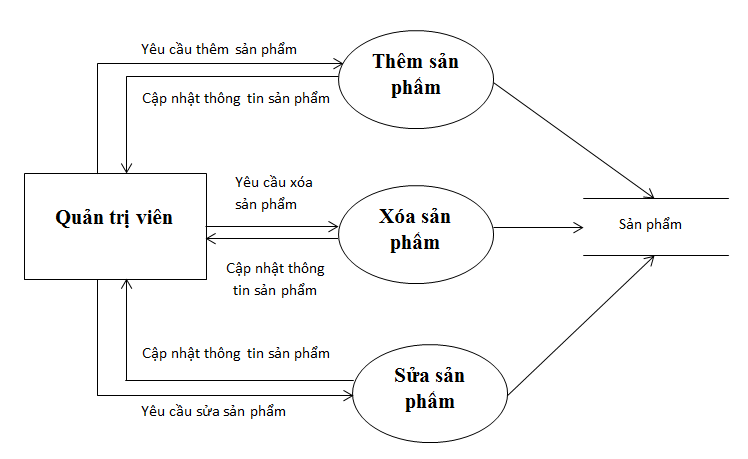 Yêu cầu thêm sản phẩm
Thêm sản
phẩm
Cập nhật thông tin sản phẩm
Quản trị viên
Yêu cầu xóa
sản phẩm
Xóa sản
phẩm
Sản phẩm
Cập nhật thông
tin sản phẩm
Cập nhật thông tin sản phẩm
Sửa sản
phẩm
Yêu cầu sửa sản phẩm